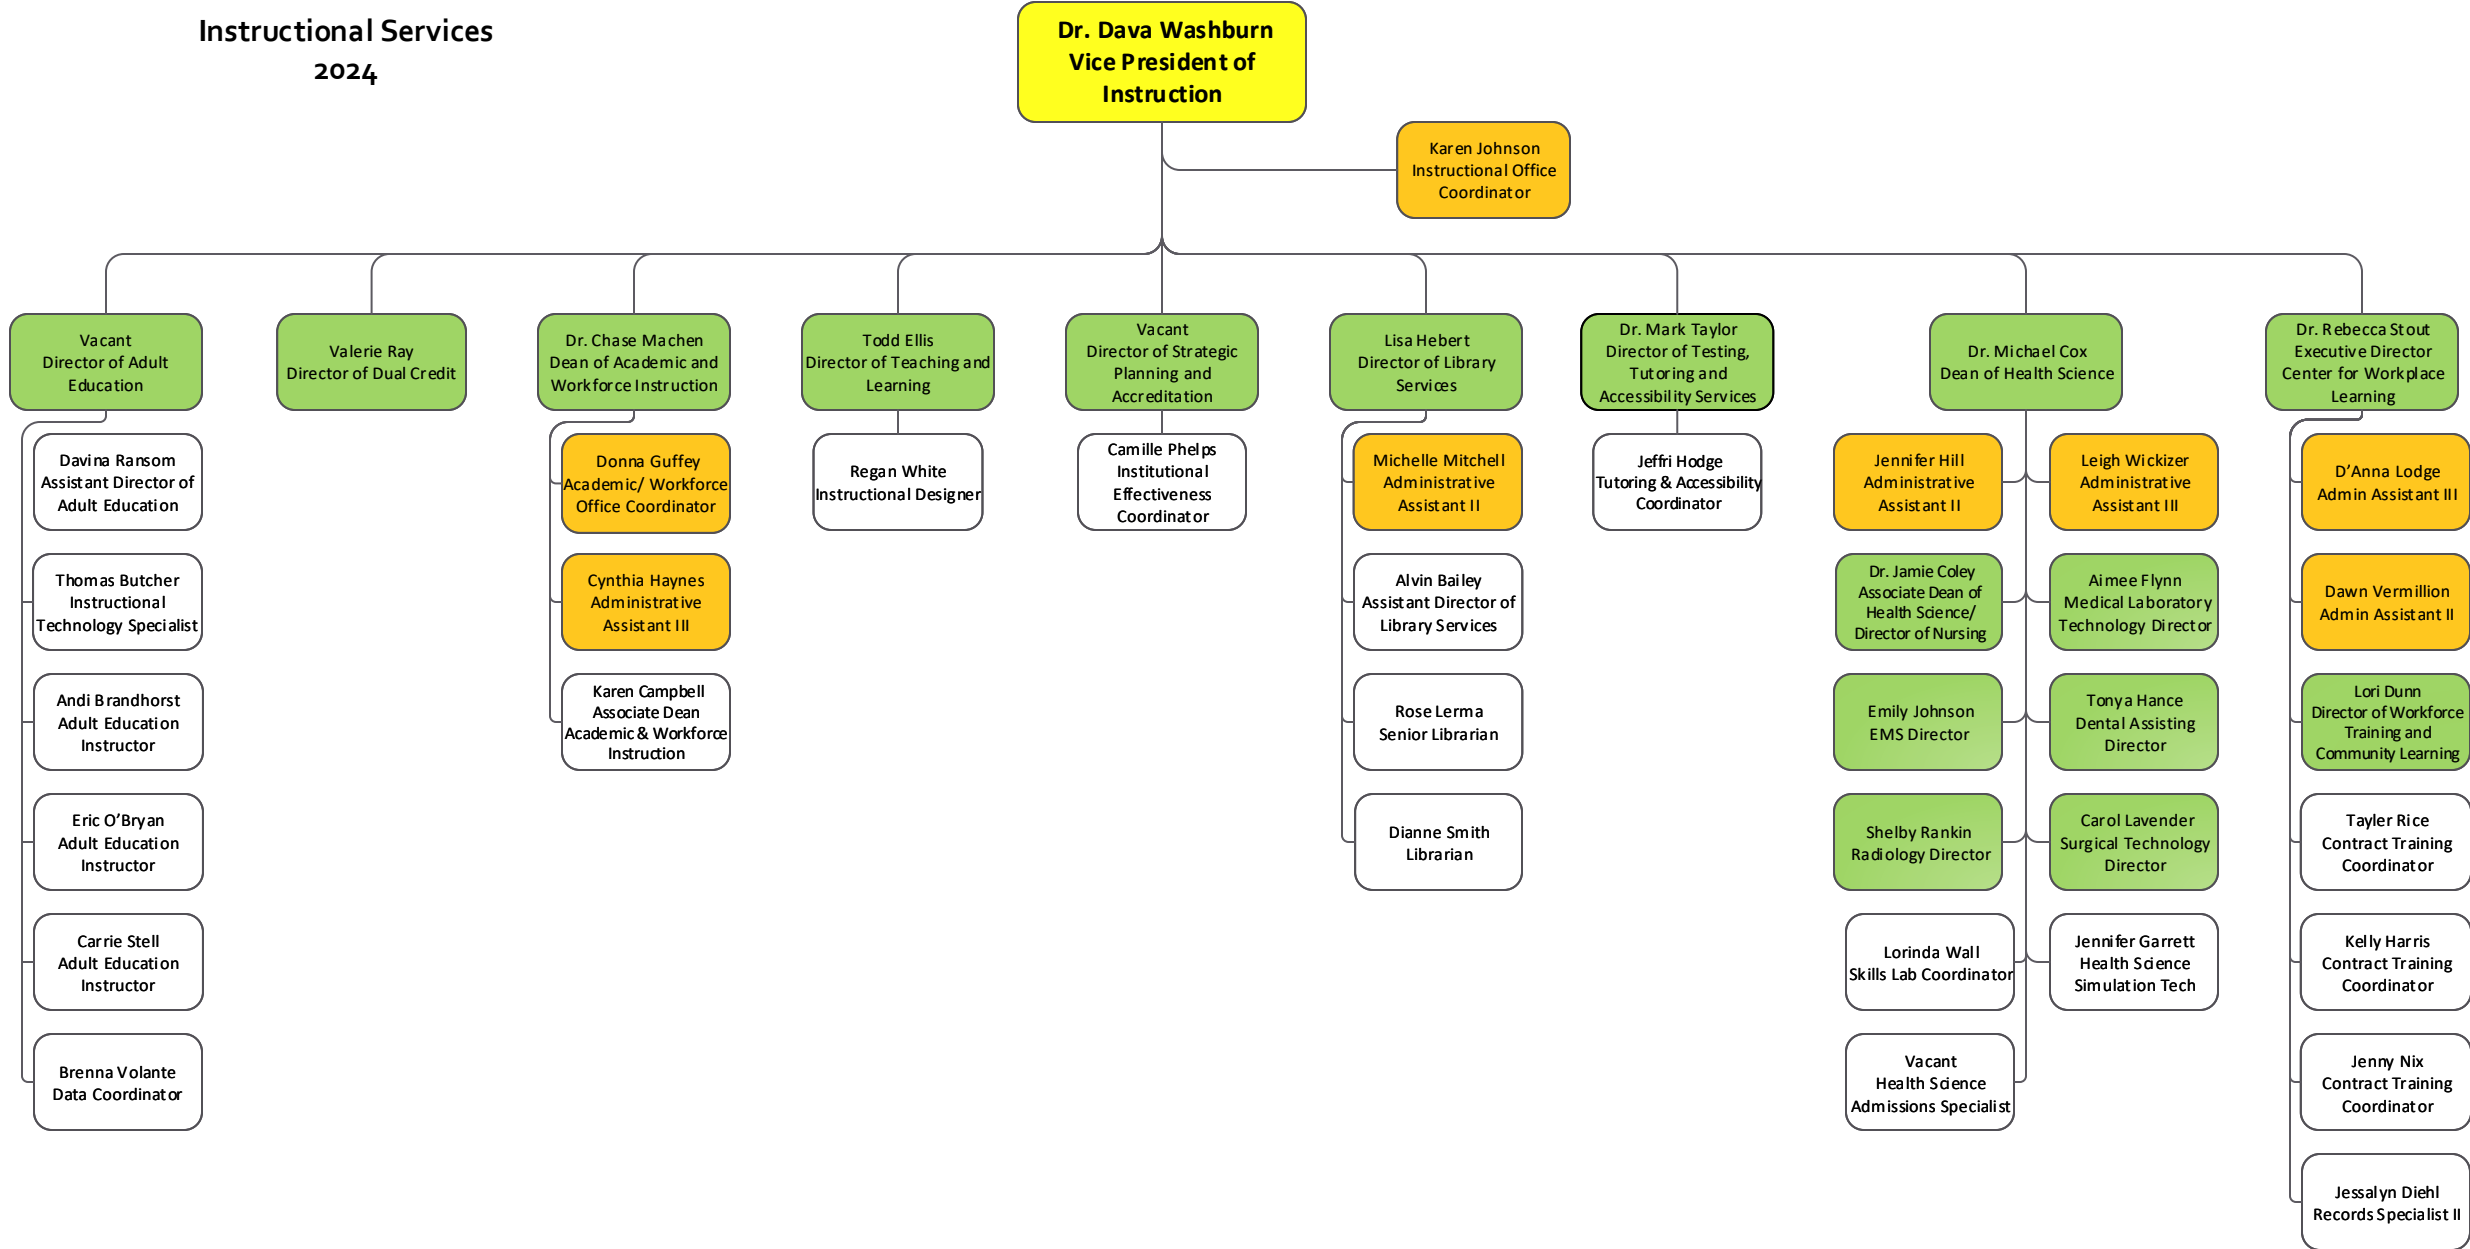 Instructional Services
2024
Dr. Dava Washburn
Vice President of
Instruction
Karen Johnson
Instructional Office
Coordinator
Vacant
Director of Adult
Education
Valerie Ray
Director of Dual Credit
Dr. Chase Machen
Dean of Academic and
Workforce Instruction
Todd Ellis
Director of Teaching and
Learning
Vacant
Director of Strategic
Planning and
Accreditation
Lisa Hebert
Director of Library
Services
Dr. Mark Taylor
Director of Testing,
Tutoring and
Accessibility Services
Dr. Michael Cox
Dean of Health Science
Dr. Rebecca Stout
Executive Director
Center for Workplace
Learning
Davina Ransom
Assistant Director of
Adult Education
Thomas Butcher
Instructional
Technology Specialist
Andi Brandhorst
Adult Education
Instructor
Eric O’Bryan
Adult Education
Instructor
Carrie Stell
Adult Education
Instructor
Brenna Volante
Data Coordinator
Donna Guffey
Academic/ Workforce
Office Coordinator
Cynthia Haynes
Administrative
Assistant III
Karen Campbell
Associate Dean
Academic & Workforce
Instruction
Regan White
Instructional Designer
Camille Phelps
Institutional
Effectiveness
Coordinator
Michelle Mitchell
Administrative
Assistant II
Alvin Bailey
Assistant Director of
Library Services
Rose Lerma
Senior Librarian
Dianne Smith
Librarian
Jeffri Hodge
Tutoring & Accessibility
Coordinator
Jennifer Hill
Administrative
Assistant II
Leigh Wickizer
Administrative
Assistant III
Dr. Jamie Coley
Associate Dean of
Health Science/
Director of Nursing
Aimee Flynn
Medical Laboratory
Technology Director
Emily Johnson
EMS Director
Tonya Hance
Dental Assisting
Director
Shelby Rankin
Radiology Director
Carol Lavender
Surgical Technology
Director
Lorinda Wall
Skills Lab Coordinator
Jennifer Garrett
Health Science
Simulation Tech
Vacant
Health Science
Admissions Specialist
D’Anna Lodge
Admin Assistant III
Dawn Vermillion
Admin Assistant II
Lori Dunn
Director of Workforce
Training and
Community Learning
Tayler Rice
Contract Training
Coordinator
Kelly Harris
Contract Training
Coordinator
Jenny Nix
Contract Training
Coordinator
Jessalyn Diehl
Records Specialist II